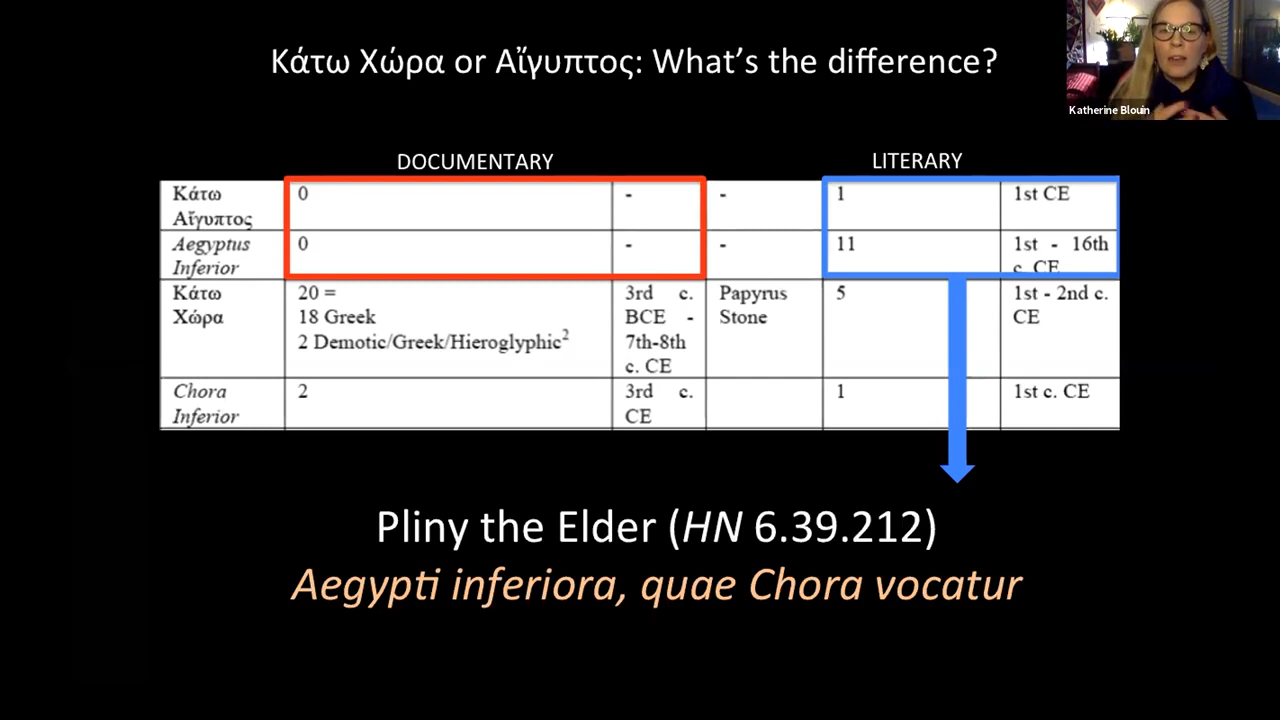 Κάτω Χώρα or Αἴγυπτος: What's the difference?
Katherine Blouin
DOCUMENTARY LITERARY
Κάτω 0 - - 1 1st CE
Αἴγυπτος
Aegyptus 0 - - 11 1st - 16th
Inferior c. CE
Κάτω 20 = 3rd c. Papyrus 5 1st - 2nd c.
Χώρα 18 Greek BCE - Stone CE
2 Demotic/Greek/Hieroglyphic² 7th-8th
c. CE
Chora 2 3rd c. 1 1st c. CE
Inferior CE
Pliny the Elder (HN 6.39.212)
Aegypti inferiora, quae Chora vocatur